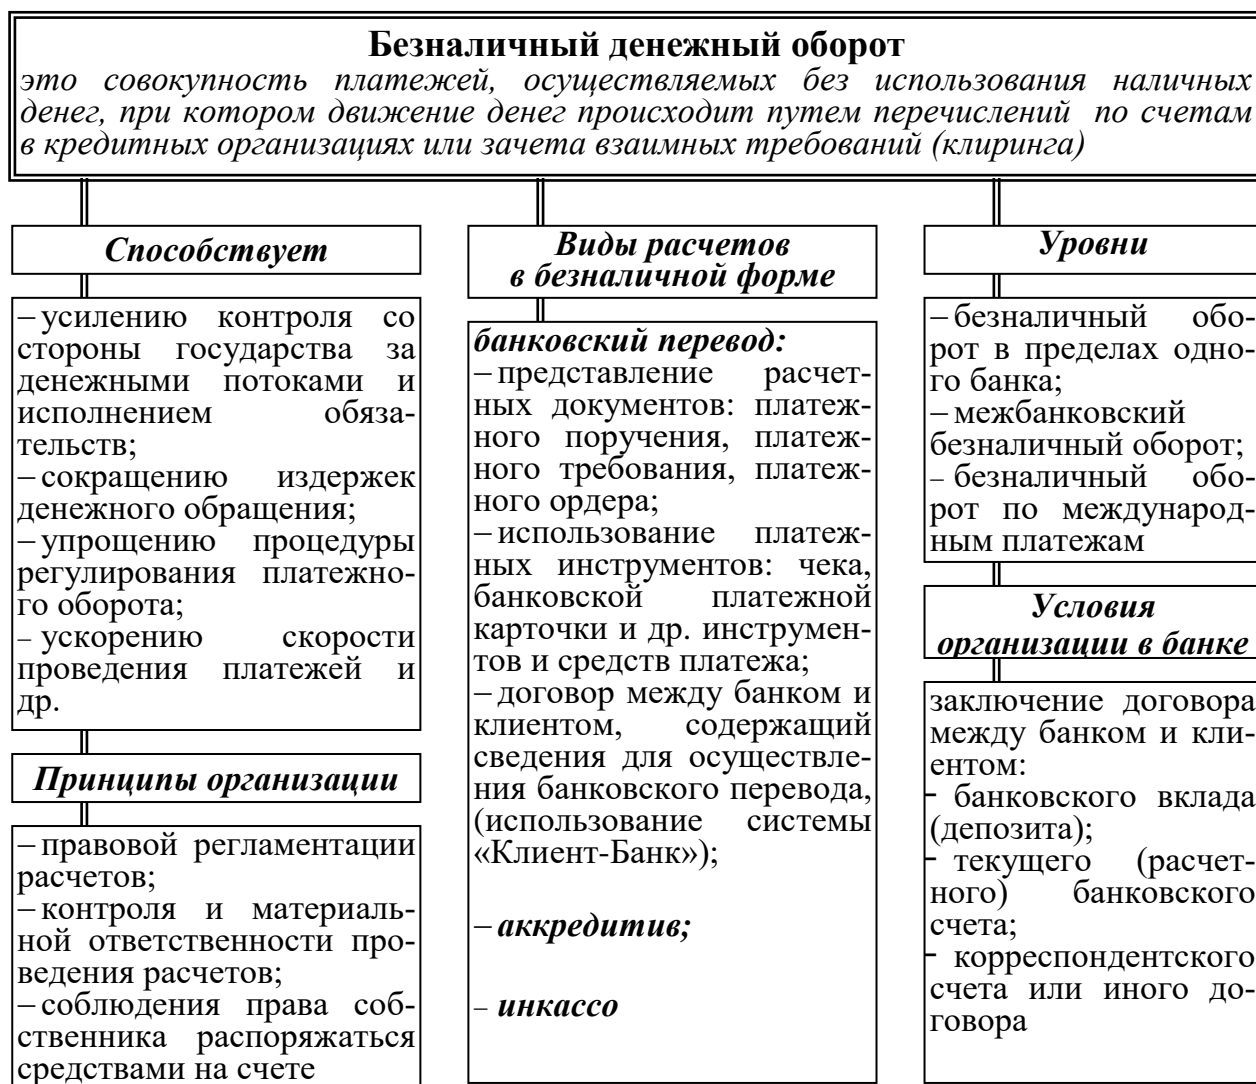 Безналичный денежный оборот
это совокупность платежей, осуществляемых без использования наличных
денег, при котором движение денег происходит путем перечислений по счетам
в кредитных организациях или зачета взаимных требований (клиринга)
Способствует
– усилению контроля со
стороны государства за
денежными потоками и
исполнением обяза-
тельств;
– сокращению издержек
денежного обращения;
– упрощению процедуры
регулирования платежно-
го оборота;
– ускорению скорости
проведения платежей и
др.
Принципы организации
– правовой регламентации
расчетов;
– контроля и материаль-
ной ответственности про-
ведения расчетов;
– соблюдения права соб-
ственника распоряжаться
средствами на счете
Виды расчетов
в безналичной форме
банковский перевод:
– представление расчет-
ных документов: платеж-
ного поручения, платеж-
ного требования, платеж-
ного ордера;
– использование платеж-
ных инструментов: чека,
банковской платежной
карточки и др. инструмен-
тов и средств платежа;
– договор между банком и
клиентом, содержащий
сведения для осуществле-
ния банковского перевода,
(использование системы
«Клиент-Банк»);
– аккредитив;
– инкассо
Уровни
– безналичный обо-
рот в пределах одно-
го банка;
– межбанковский
безналичный оборот;
– безналичный обо-
рот по международ-
ным платежам
Условия
организации в банке
заключение договора
между банком и кли-
ентом:
- банковского вклада
(депозита);
- текущего (расчет-
ного) банковского
счета;
- корреспондентского
счета или иного до-
говора